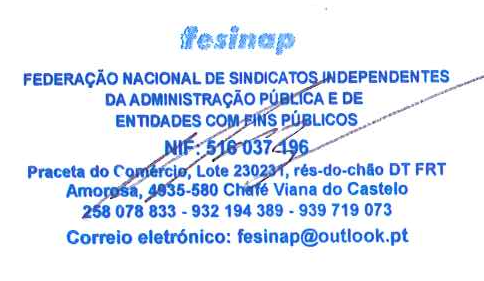 fesinap
FEDERAÇÃO NACIONAL DE SINDICATOS INDEPENDENTES
DA ADMINISTRAÇÃO PÚBLICA E DE
ENTIDADES COM FINS PÚBLICOS
NIF: 516 037 196
Praceta do Comércio, Lote 230231, rés-do-chão DT FRT
Amorosa, 4935-580 Chafé Viana do Castelo
258 078 833 - 932 194 389 - 939 719 073
Correio eletrónico: fesinap@outlook.pt